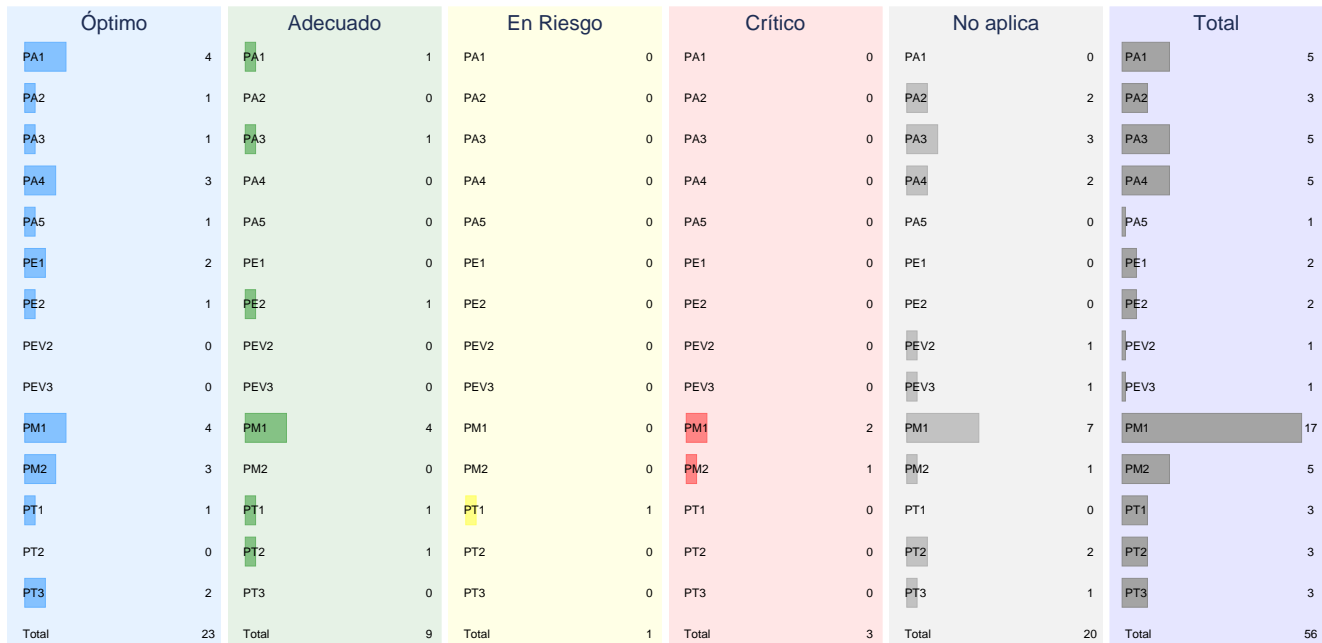 Óptimo Adecuado En Riesgo Crítico No aplica Total
PA1 4 PA1 1 PA1 0 PA1 0 PA1 0 PA1 5
PA2 1 PA2 0 PA2 0 PA2 0 PA2 2 PA2 3
PA3 1 PA3 1 PA3 0 PA3 0 PA3 3 PA3 5
PA4 3 PA4 0 PA4 0 PA4 0 PA4 2 PA4 5
PA5 1 PA5 0 PA5 0 PA5 0 PA5 0 PA5 1
PE1 2 PE1 0 PE1 0 PE1 0 PE1 0 PE1 2
PE2 1 PE2 1 PE2 0 PE2 0 PE2 0 PE2 2
PEV2 0 PEV2 0 PEV2 0 PEV2 0 PEV2 1 PEV2 1
PEV3 0 PEV3 0 PEV3 0 PEV3 0 PEV3 1 PEV3 1
PM1 4 PM1 4 PM1 0 PM1 2 PM1 7 PM1 17
PM2 3 PM2 0 PM2 0 PM2 1 PM2 1 PM2 5
PT1 1 PT1 1 PT1 1 PT1 0 PT1 0 PT1 3
PT2 0 PT2 1 PT2 0 PT2 0 PT2 2 PT2 3
PT3 2 PT3 0 PT3 0 PT3 0 PT3 1 PT3 3
Total 23 Total 9 Total 1 Total 3 Total 20 Total 56